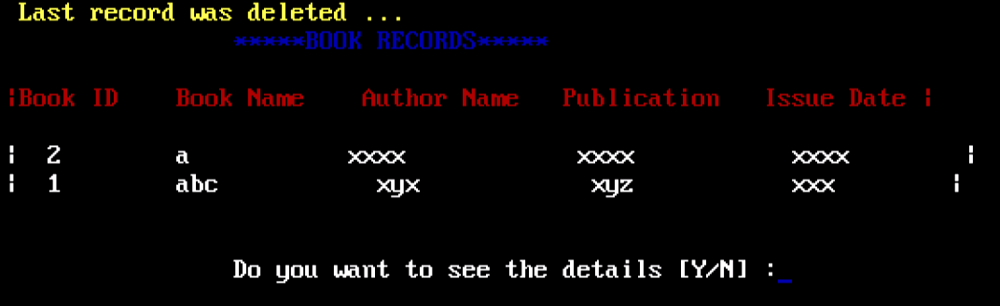 Last record was deleted ...
*****BOOK RECORDS*****
|Book ID Book Name Author Name Publication Issue Date |
| 2 a xxxx xxxx xxxx |
| 1 abc xyx xyz xxx |
Do you want to see the details [Y/N] :_